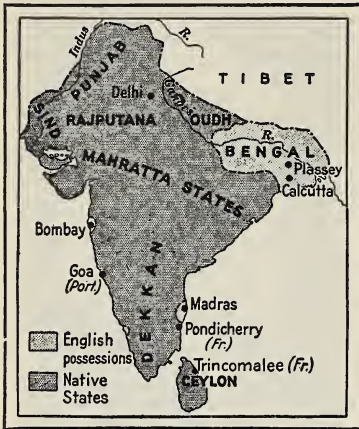 Indus
R.
PUNJAB
TIBET
Delhi
SIND
RAJPUTANA
OUDH
R.
BENGAL
Plassey
MAHRATTA STATES
Calcutta
Bombay
DEKKAN
Goa
(Port.)
Madras
English
possessions
Pondicherry
(Fr.)
Native
States
Trincomalee (Fr.)
CEYLON